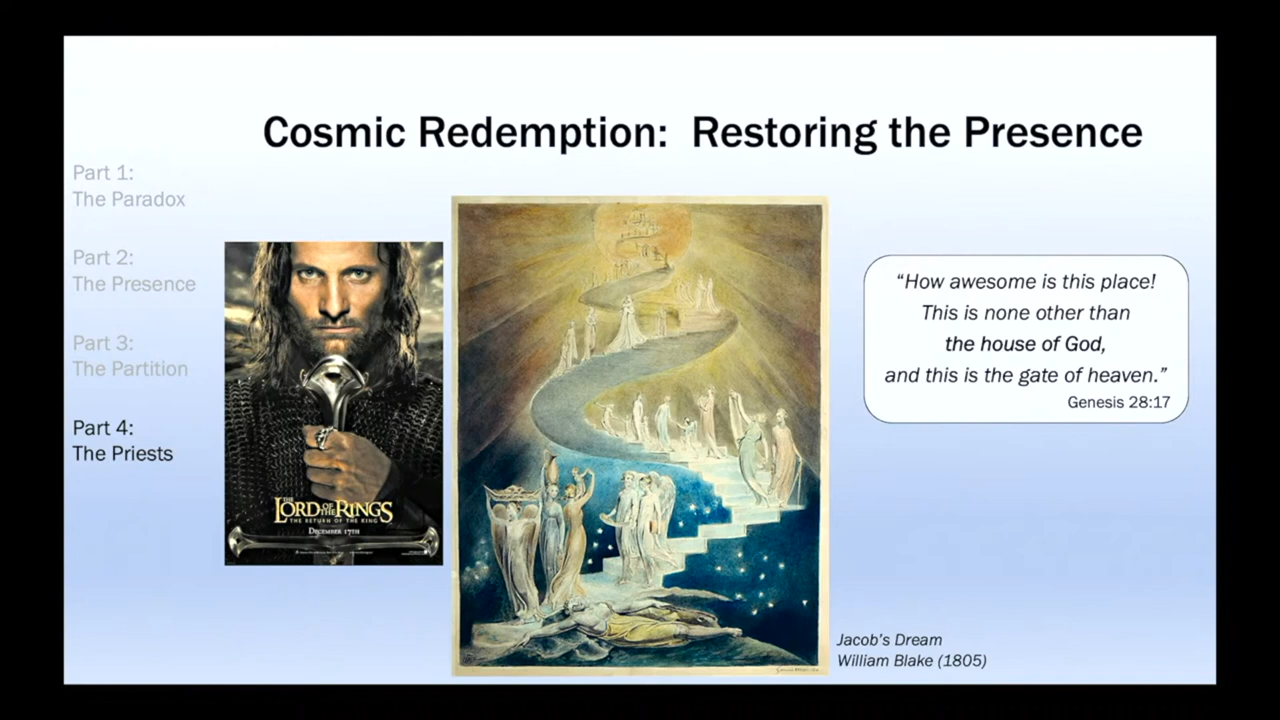 Cosmic Redemption: Restoring the Presence
Part 1:
The Paradox
Part 2:
The Presence
Part 3:
The Partition
Part 4:
The Priests
THE
LORD OF THE RINGS
THE RETURN OF THE KING
DECEMBER 17TH
“How awesome is this place!
This is none other than
the house of God,
and this is the gate of heaven.”
Genesis 28:17
Jacob’s Dream
William Blake (1805)